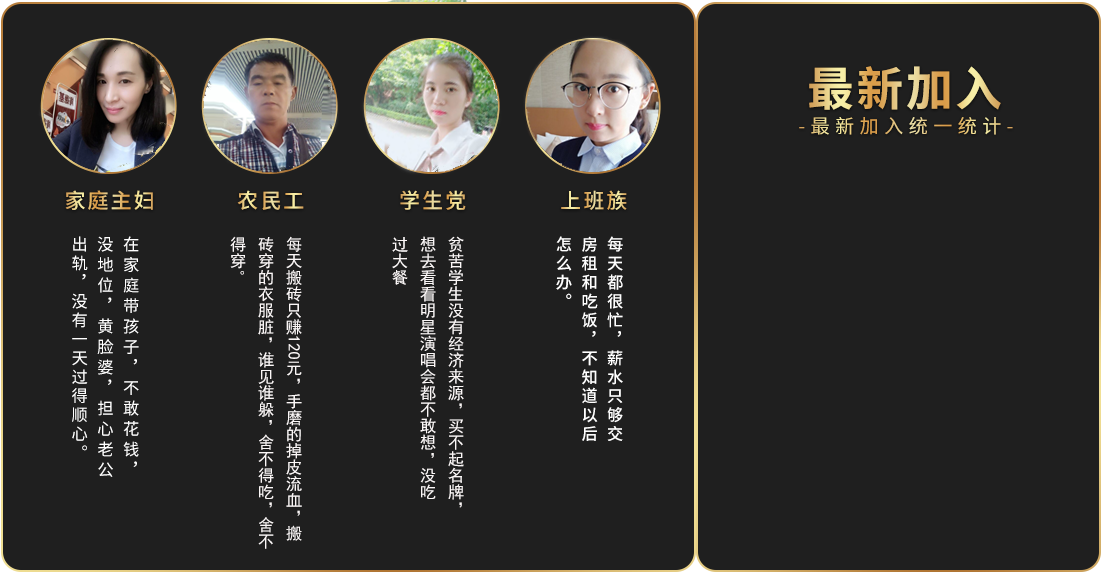 家庭主妇
在家庭带孩子，不敢花钱，
没地位，黄脸婆，担心老公
出轨，没有一天过得顺心。
农民工
每天搬砖只赚120元，手磨的掉皮流血，搬
砖穿的衣服脏，谁见谁躲，舍不得吃，舍不
得穿。
学生党
贫苦学生没有经济来源，买不起名牌，
想去看看明星演唱会都不敢想，没吃
过大餐
上班族
每天都很忙，薪水只够交
房租和吃饭，不知道以后
怎么办。
最新加入
-最新加入统一统计-